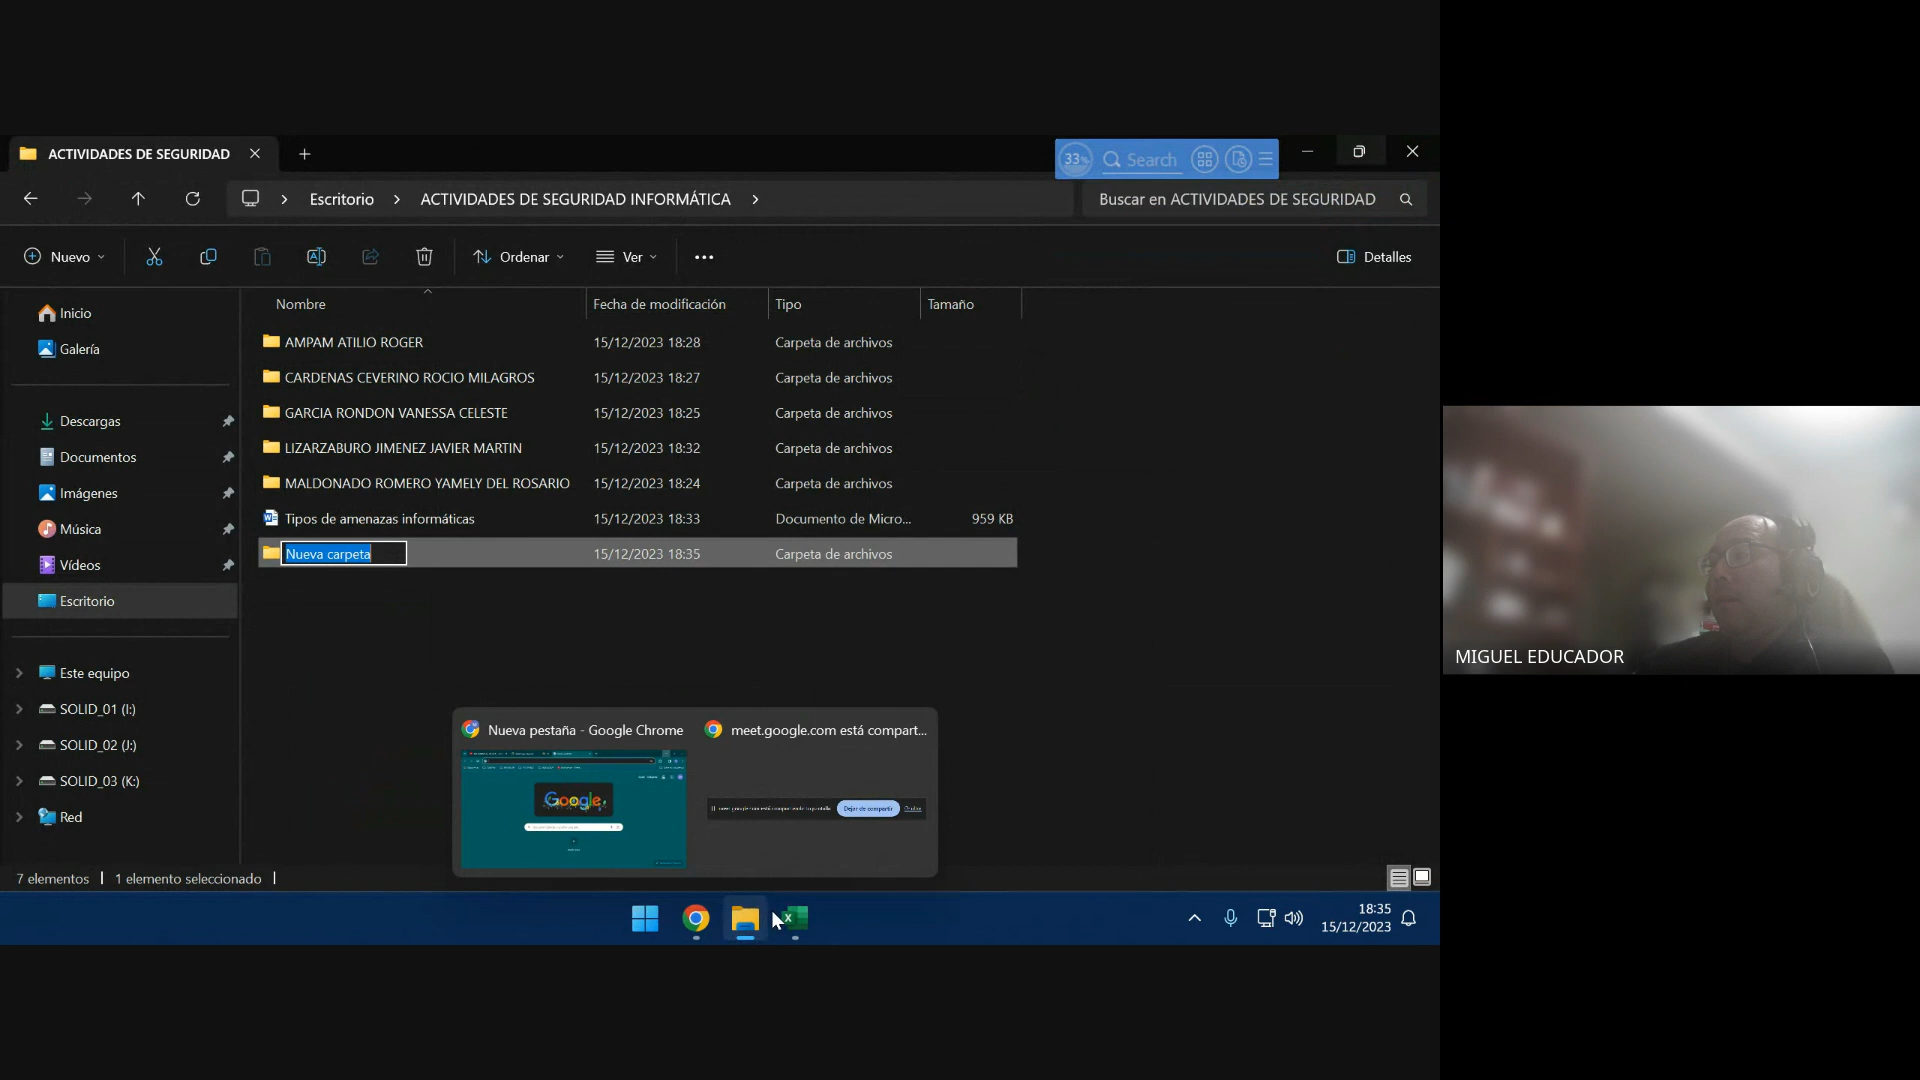 ACTIVIDADES DE SEGURIDAD
33%
Search
Escritorio
ACTIVIDADES DE SEGURIDAD INFORMÁTICA
Buscar en ACTIVIDADES DE SEGURIDAD
Nuevo
Ordenar
Ver
Detalles
Inicio
Galería
Descargas
Documentos
Imágenes
Música
Vídeos
Escritorio
Este equipo
SOLID_01 (I:)
SOLID_02 (J:)
SOLID_03 (K:)
Red
Nombre Fecha de modificación Tipo Tamaño
AMPAM ATILIO ROGER 15/12/2023 18:28 Carpeta de archivos
CARDENAS CEVERINO ROCIO MILAGROS 15/12/2023 18:27 Carpeta de archivos
GARCIA RONDON VANESSA CELESTE 15/12/2023 18:25 Carpeta de archivos
LIZARZABURO JIMENEZ JAVIER MARTIN 15/12/2023 18:32 Carpeta de archivos
MALDONADO ROMERO YAMELY DEL ROSARIO 15/12/2023 18:24 Carpeta de archivos
Tipos de amenazas informáticas 15/12/2023 18:33 Documento de Micro... 959 KB
Nueva carpeta 15/12/2023 18:35 Carpeta de archivos
Nueva pestaña - Google Chrome
meet.google.com está compart...
Google
Dejar de compartir
7 elementos
1 elemento seleccionado
18:35
15/12/2023
MIGUEL EDUCADOR